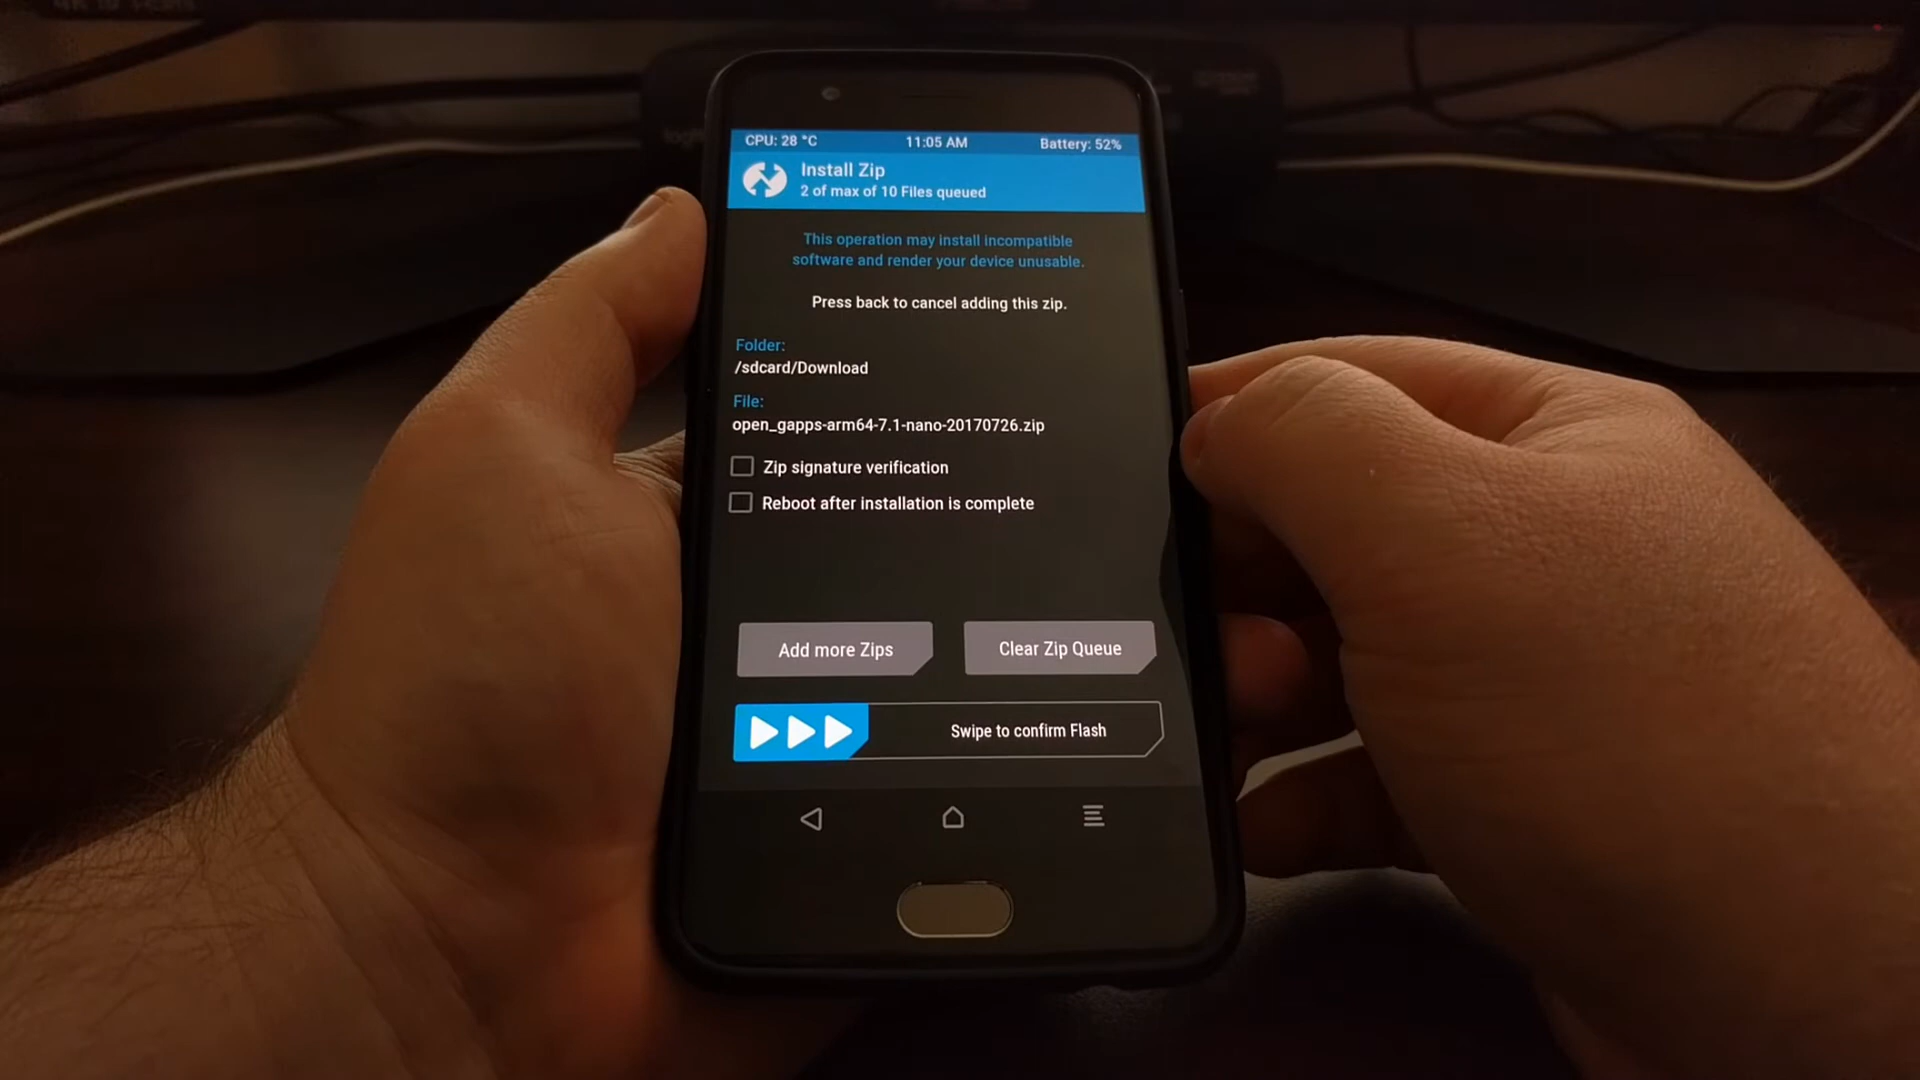 CPU: 28 °C
11:05 AM
Battery: 52%
Install Zip
2 of max of 10 Files queued
This operation may install incompatible
software and render your device unusable.
Press back to cancel adding this zip.
Folder:
/sdcard/Download
File:
open_gapps-arm64-7.1-nano-20170726.zip
Zip signature verification
Reboot after installation is complete
Add more Zips
Clear Zip Queue
Swipe to confirm Flash